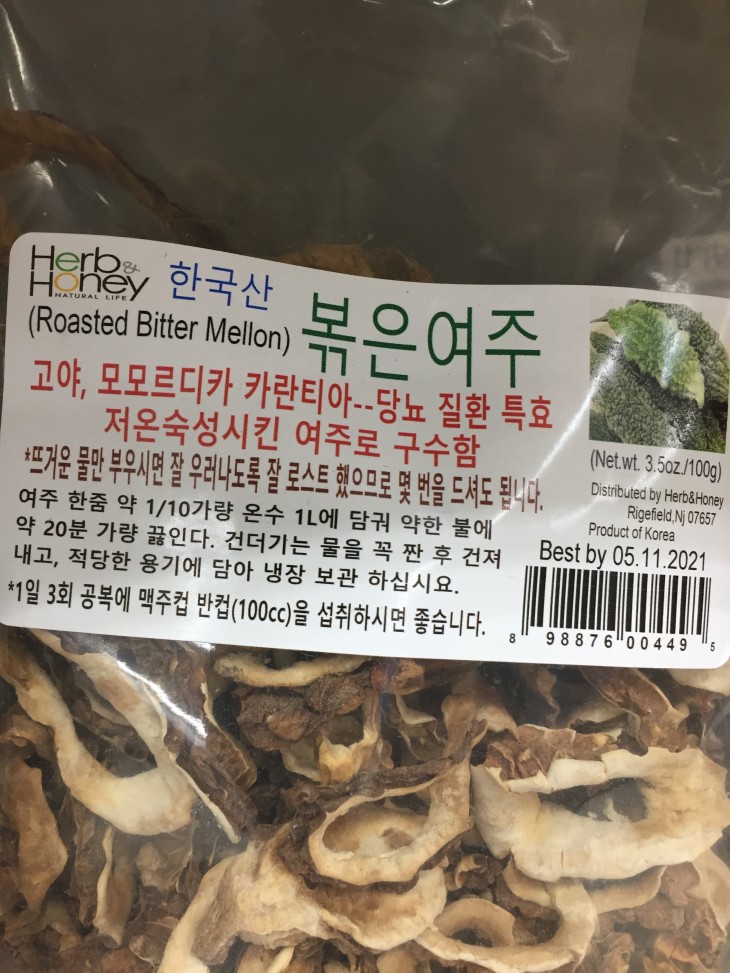 Herb & Honey
NATURAL LIFE
한국산
(Roasted Bitter Mellon)
볶은여주
고야, 모모르디카 카란티아--당뇨 질환 특효
저온숙성시킨 여주로 구수함
*뜨거운 물만 부우시면 잘 우러나도록 잘 로스트 했으므로 몇 번을 드셔도 됩니다.
여주 한줌 약 1/10가량 온수 1L에 담궈 약한 불에
약 20분 가량 끓인다. 건더기는 물을 꼭 짠 후 건져
내고, 적당한 용기에 담아 냉장 보관 하십시요.
*1일 3회 공복에 맥주컵 반컵(100cc)을 섭취하시면 좋습니다.
(Net.wt. 3.5oz./100g)
Distributed by Herb&Honey
Rigefield,Nj 07657
Product of Korea
Best by 05.11.2021
8 98876 00449 5